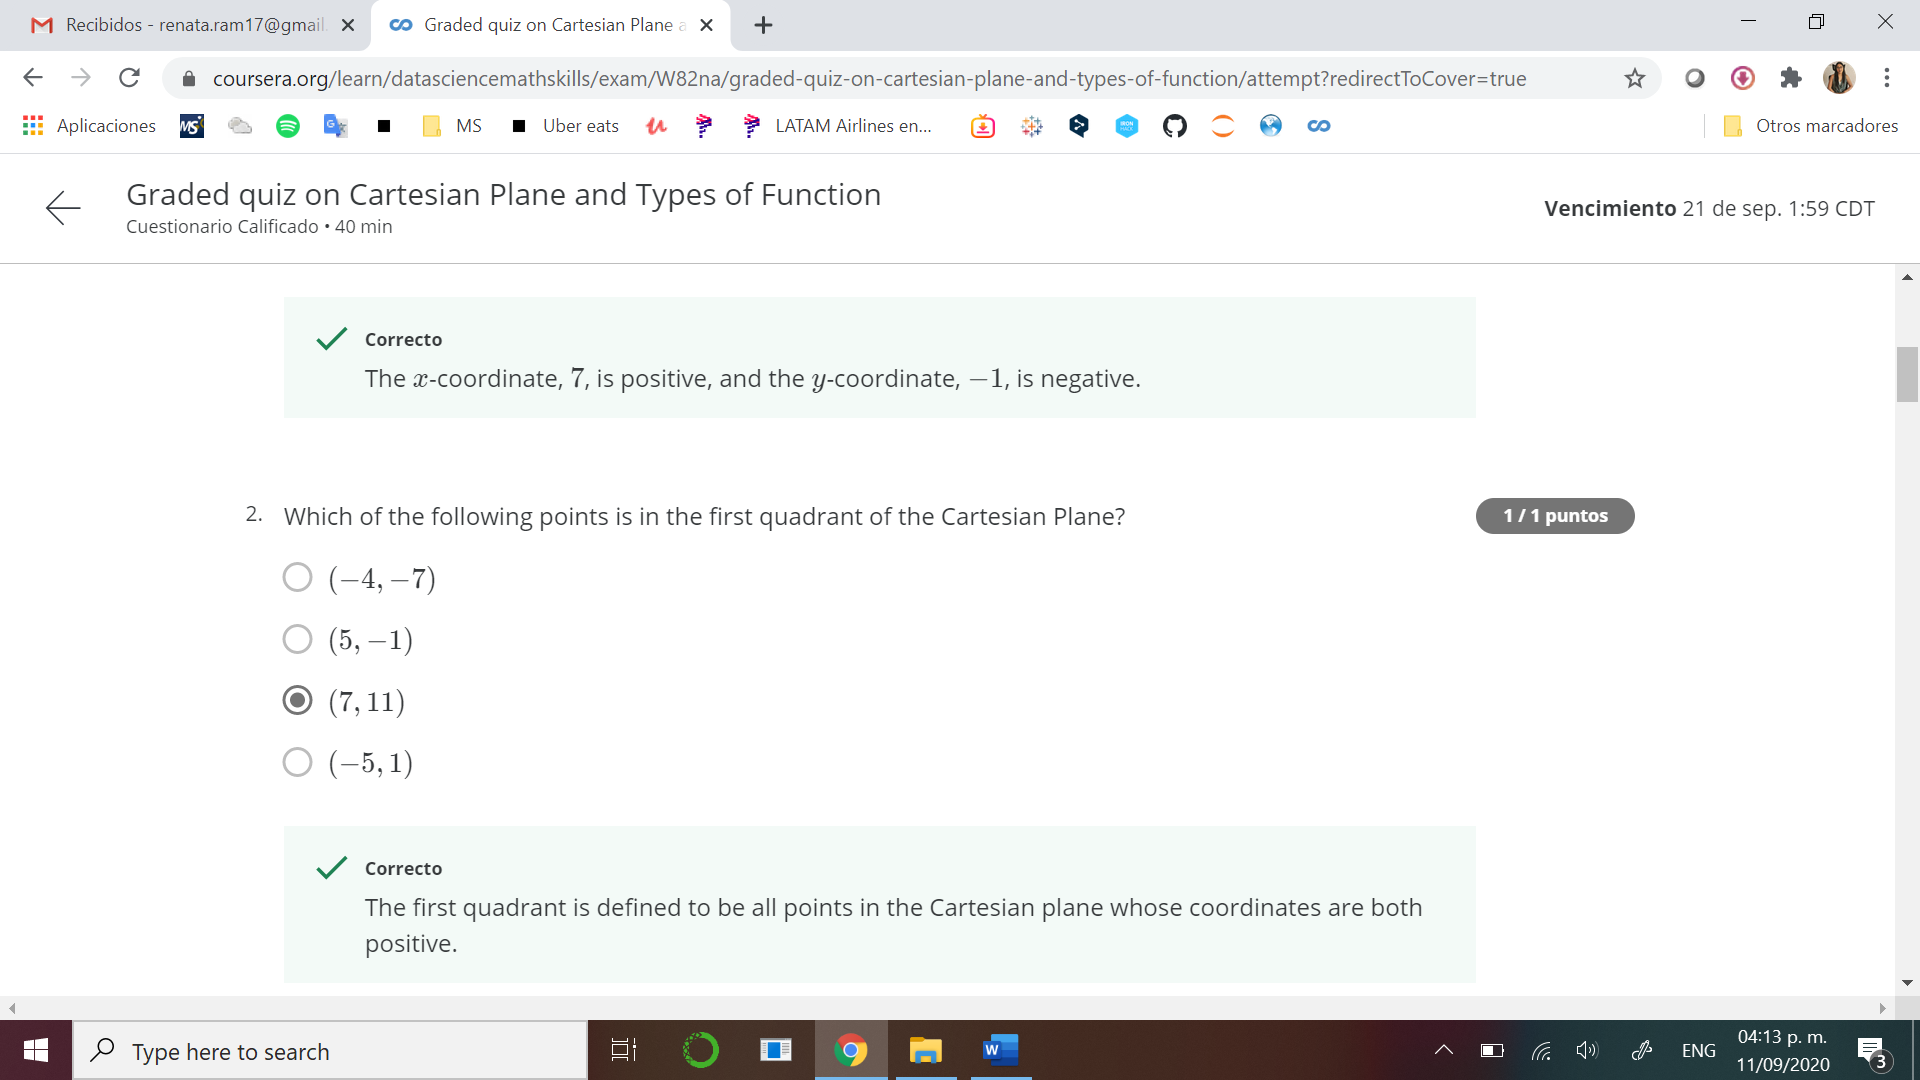 Recibidos - renata.ram17@gmail.
Graded quiz on Cartesian Plane a
coursera.org/learn/datasciencemathskills/exam/W82na/graded-quiz-on-cartesian-plane-and-types-of-function/attempt?redirectToCover=true
Aplicaciones MS MS Uber eats LATAM Airlines en... Otros marcadores
Graded quiz on Cartesian Plane and Types of Function
Cuestionario Calificado • 40 min
Vencimiento 21 de sep. 1:59 CDT
Correcto
The x-coordinate, 7, is positive, and the y-coordinate, −1, is negative.
2. Which of the following points is in the first quadrant of the Cartesian Plane?
1 / 1 puntos
(−4, −7)
(5, −1)
(7, 11)
(−5, 1)
Correcto
The first quadrant is defined to be all points in the Cartesian plane whose coordinates are both
positive.
Type here to search
W
ENG
04:13 p. m.
11/09/2020
3